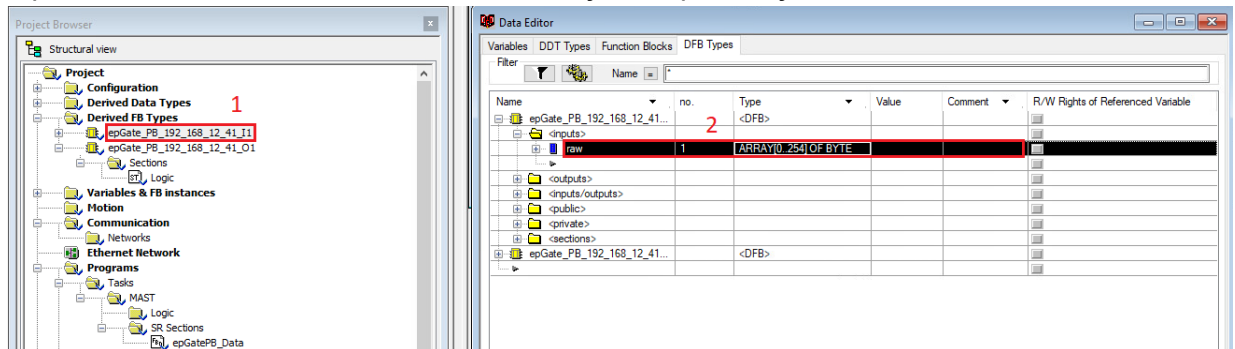 Project Browser
Structural view
Project
Configuration
Derived Data Types
1
Derived FB Types
epGate_PB_192_168_12_41_I1
epGate_PB_192_168_12_41_O1
Sections
ST Logic
Variables & FB instances
Motion
Communication
Networks
Ethernet Network
Programs
Tasks
MAST
Logic
SR Sections
epGatePB_Data
Data Editor
Variables DDT Types Function Blocks DFB Types
Filter
Name = *
Name no. Type Value Comment R/W Rights of Referenced Variable
epGate_PB_192_168_12_41... <DFB>
2
<inputs>
raw 1 ARRAY[0..254] OF BYTE
<outputs>
<inputs/outputs>
<public>
<private>
<sections>
epGate_PB_192_168_12_41... <DFB>